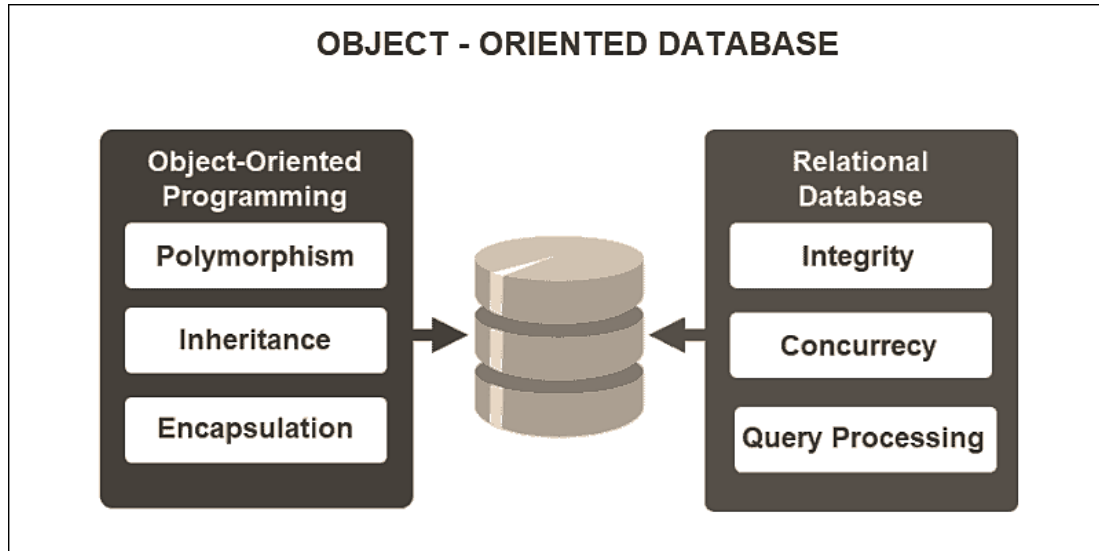 OBJECT - ORIENTED DATABASE
Object-Oriented
Programming
Polymorphism
Inheritance
Encapsulation
Relational
Database
Integrity
Concurrecy
Query Processing